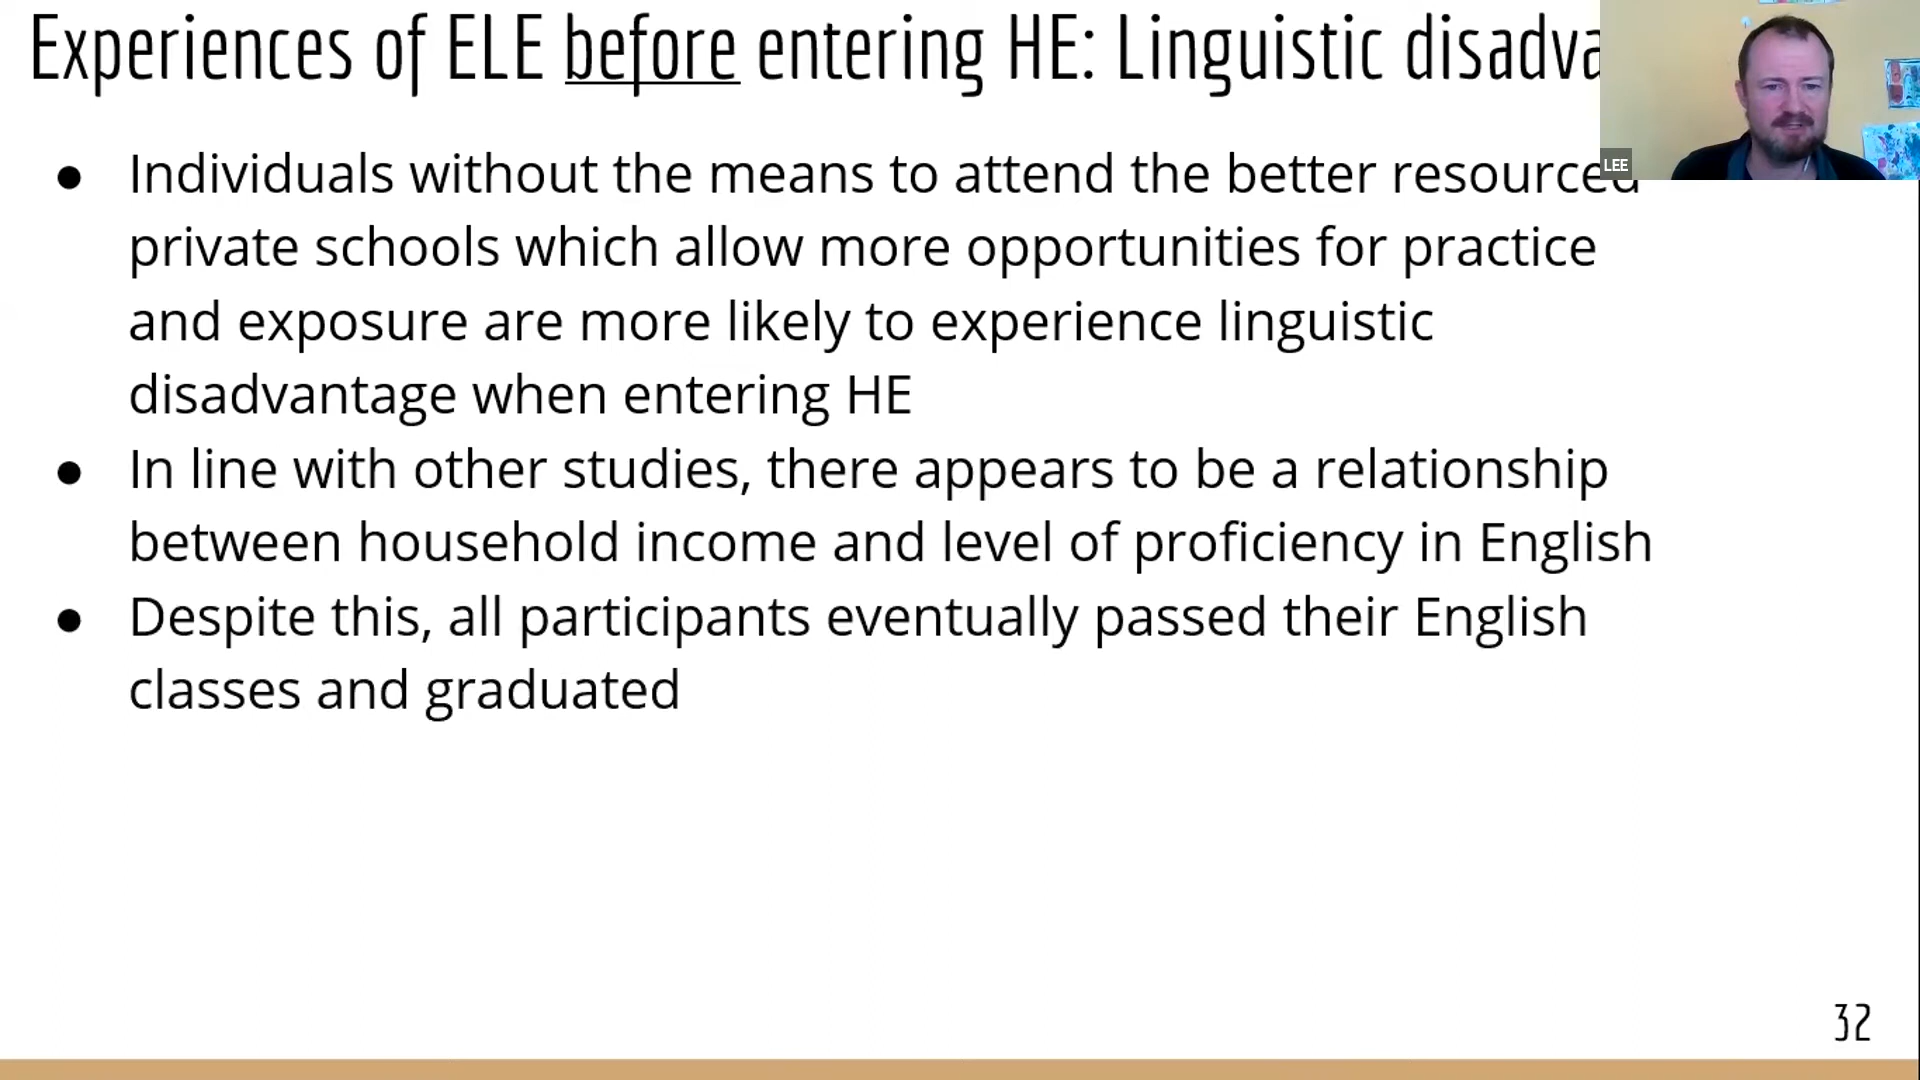 Experiences of ELE before entering HE: Linguistic disadva
LEE
● Individuals without the means to attend the better resourced
private schools which allow more opportunities for practice
and exposure are more likely to experience linguistic
disadvantage when entering HE
● In line with other studies, there appears to be a relationship
between household income and level of proficiency in English
● Despite this, all participants eventually passed their English
classes and graduated
32